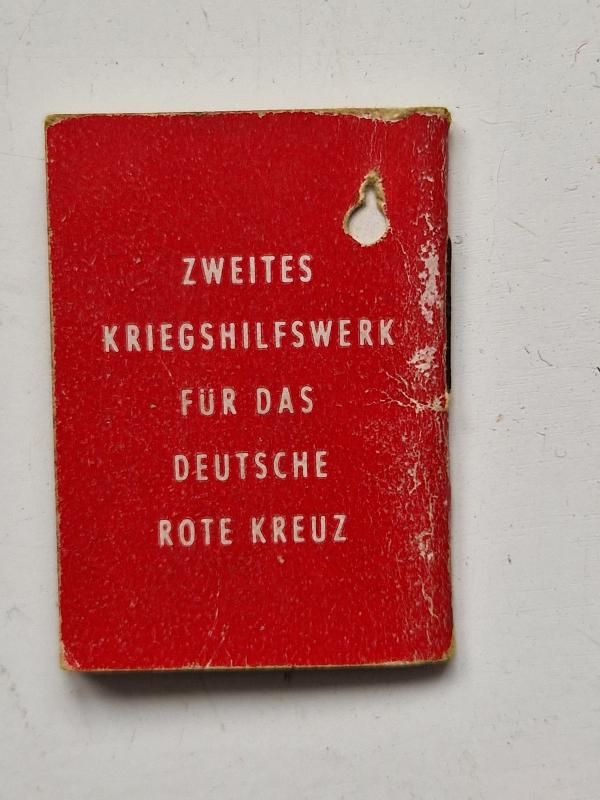 ZWEITES
KRIEGSHILFSWERK
FÜR DAS
DEUTSCHE
ROTE KREUZ